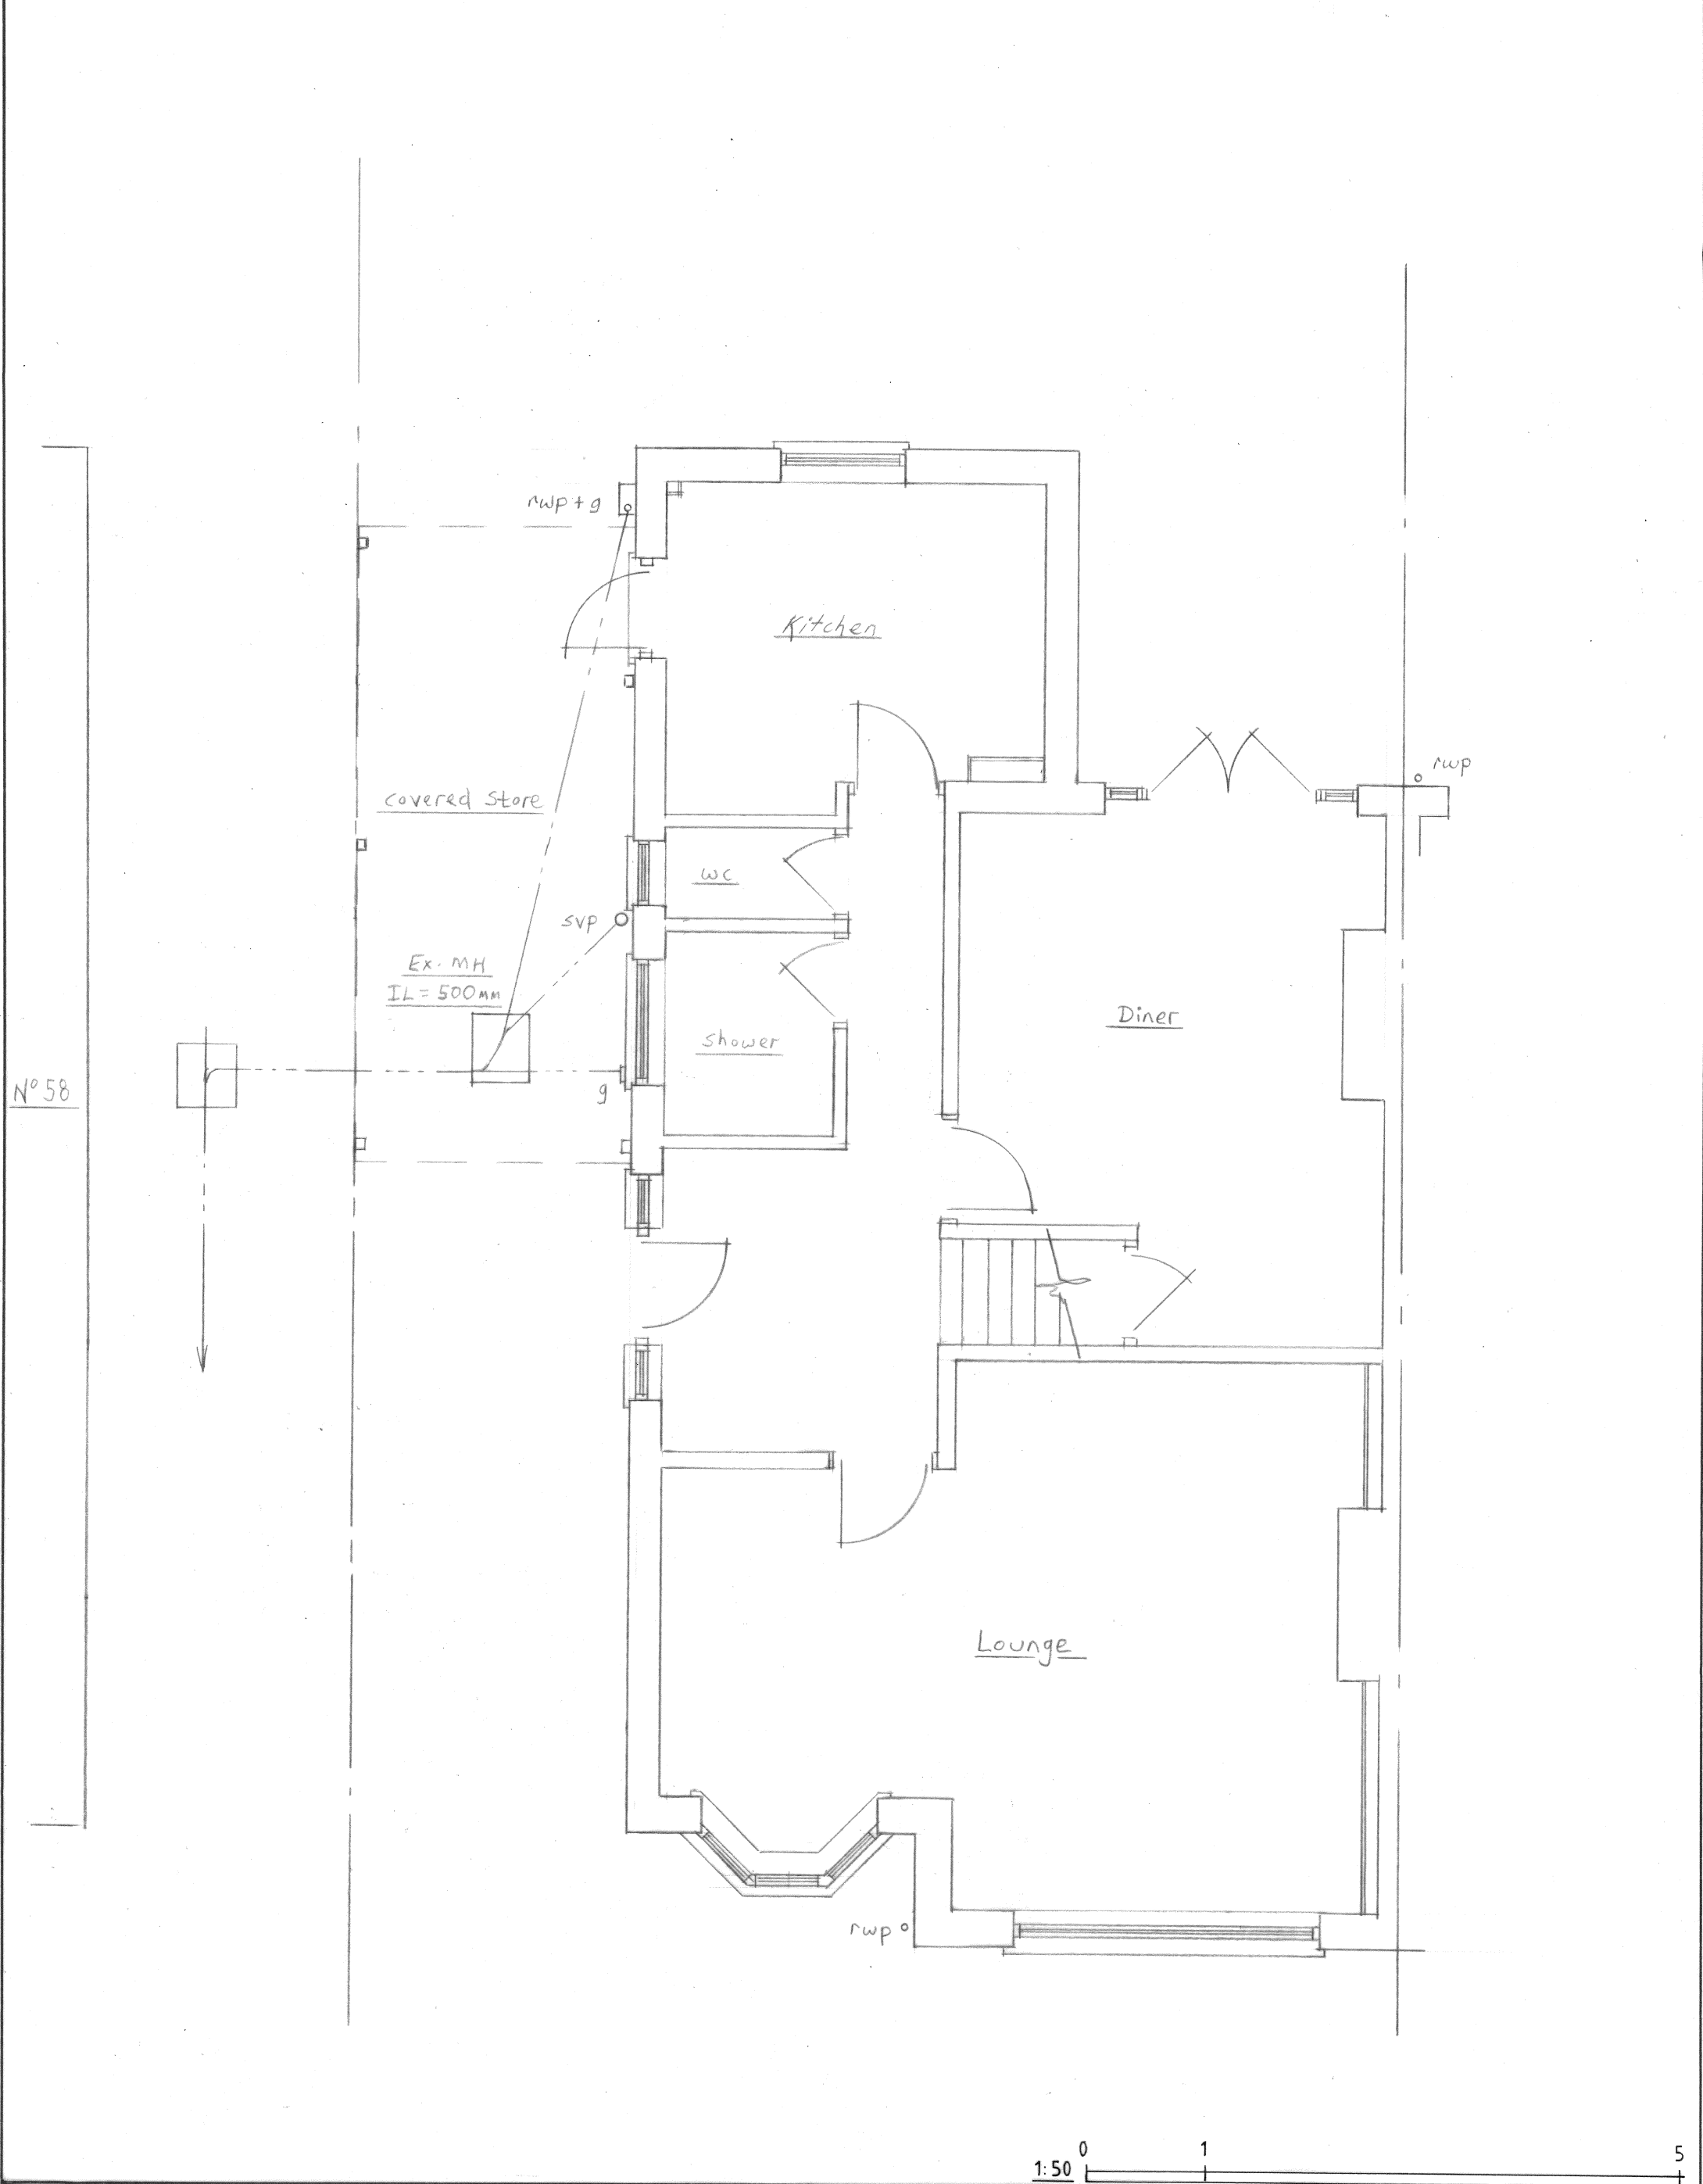 rwp + g
Kitchen
rwp
covered store
wc
svp
Ex. MH
IL = 500mm
Diner
shower
g
Nº 58
Lounge
rwp
0 1 5
1:50